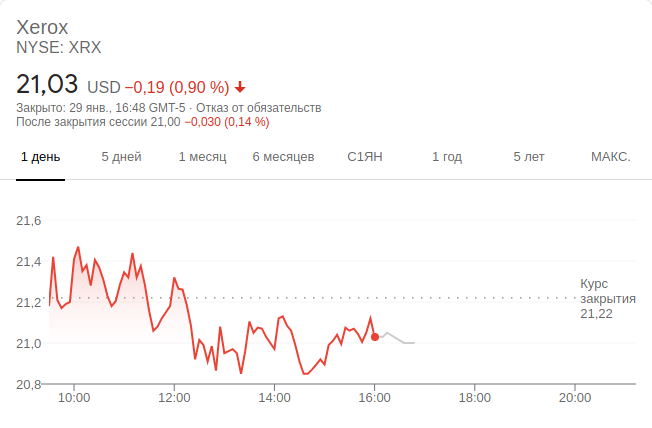 Xerox
NYSE: XRX
21,03 USD −0,19 (0,90 %)
Закрыто: 29 янв., 16:48 GMT-5 · Отказ от обязательств
После закрытия сессии 21,00 −0,030 (0,14 %)
1 день 5 дней 1 месяц 6 месяцев С1ЯН 1 год 5 лет МАКС.
21,6
21,4
21,2
21,0
20,8
Курс
закрытия
21,22
10:00 12:00 14:00 16:00 18:00 20:00